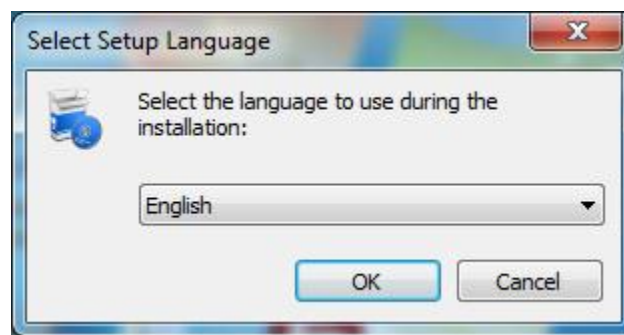 Select Setup Language
Select the language to use during the
installation:
English
OK
Cancel